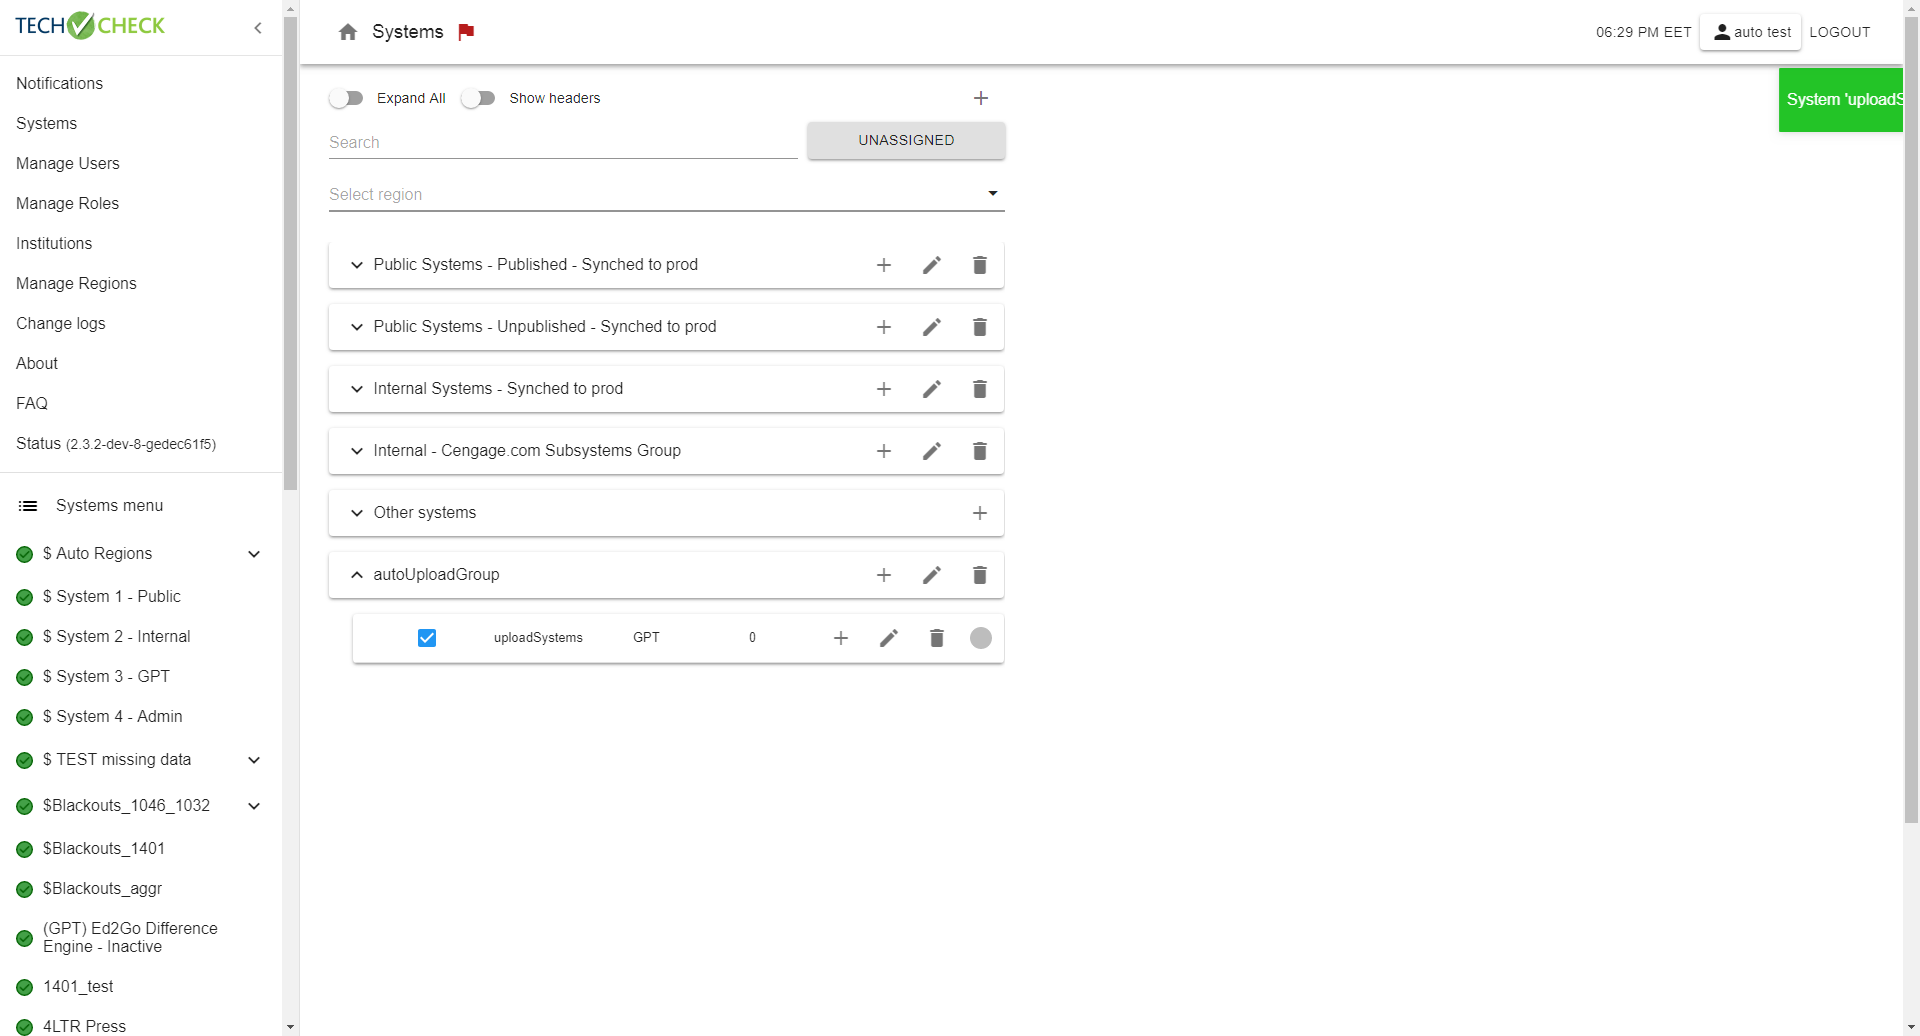 TECH CHECK
Notifications
Systems
Manage Users
Manage Roles
Institutions
Manage Regions
Change logs
About
FAQ
Status (2.3.2-dev-8-gedec61f5)
Systems menu
$ Auto Regions
$ System 1 - Public
$ System 2 - Internal
$ System 3 - GPT
$ System 4 - Admin
$ TEST missing data
$Blackouts_1046_1032
$Blackouts_1401
$Blackouts_aggr
(GPT) Ed2Go Difference
Engine - Inactive
1401_test
4LTR Press
Systems
06:29 PM EET
auto test
LOGOUT
System 'uploadS
Expand All
Show headers
Search
UNASSIGNED
Select region
Public Systems - Published - Synched to prod
Public Systems - Unpublished - Synched to prod
Internal Systems - Synched to prod
Internal - Cengage.com Subsystems Group
Other systems
autoUploadGroup
uploadSystems GPT 0